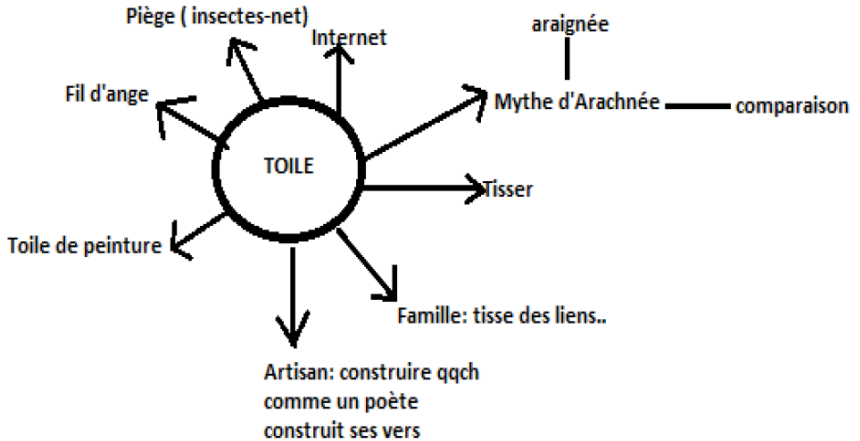 Piège ( insectes-net)
Internet
araignée
Fil d'ange
Mythe d'Arachnée
comparaison
TOILE
Tisser
Toile de peinture
Famille: tisse des liens..
Artisan: construire qqch
comme un poète
construit ses vers